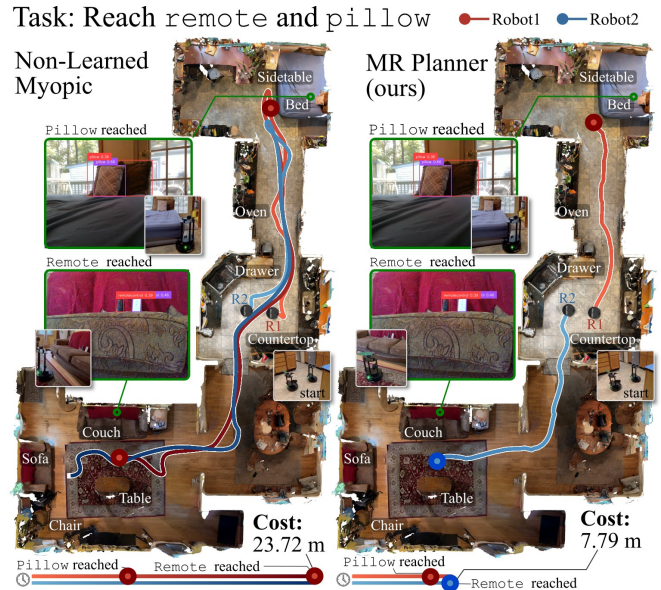 Task: Reach remote and pillow
Robot1
Robot2
Non-Learned
Myopic
Sidetable
Bed
Pillow reached
Oven
Remote reached
Drawer
R2
R1
Countertop
start
Couch
Sofa
Table
Chair
Cost:
23.72 m
Pillow reached
Remote reached
MR Planner
(ours)
Sidetable
Bed
Pillow reached
Oven
Remote reached
Drawer
R2
R1
Countertop
start
Couch
Sofa
Table
Chair
Cost:
7.79 m
Pillow reached
Remote reached